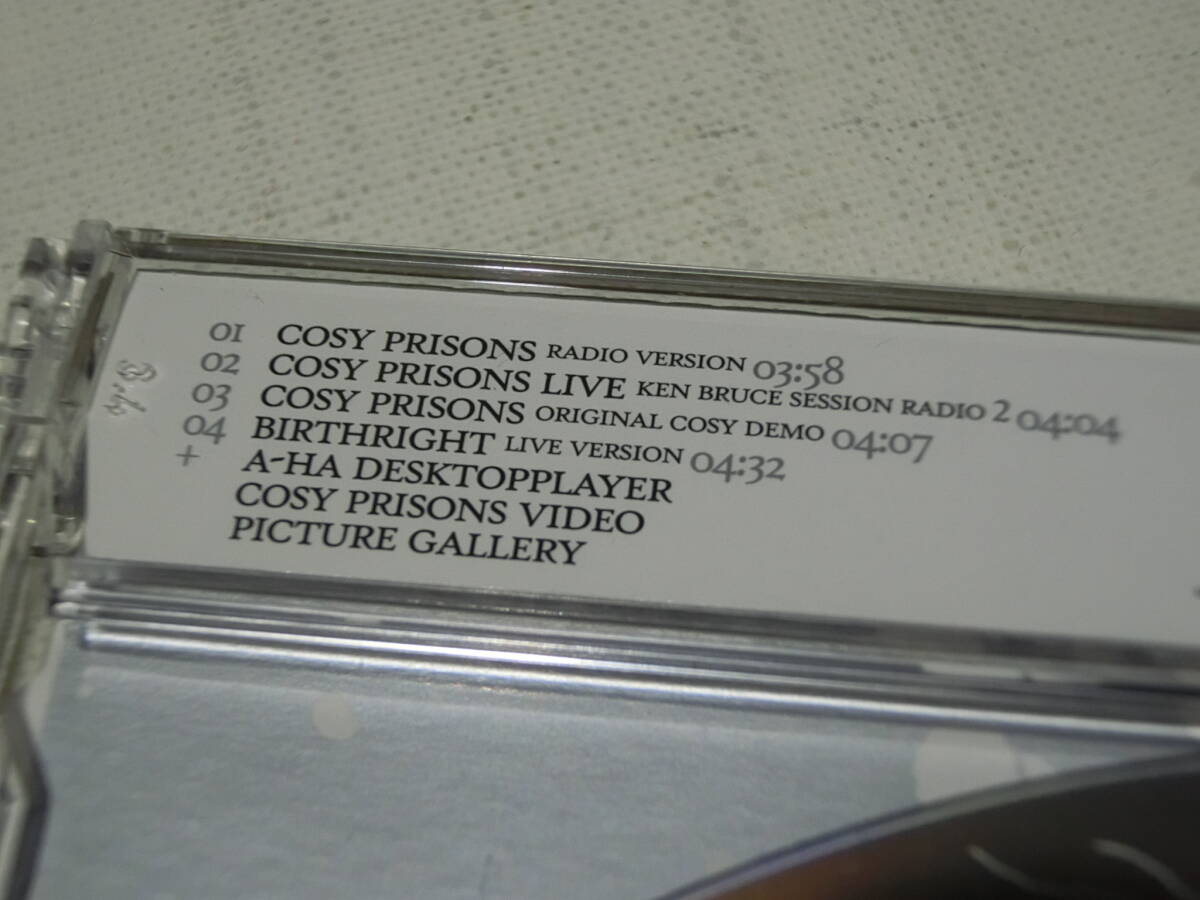 01 COSY PRISONS RADIO VERSION 03:58
02 COSY PRISONS LIVE KEN BRUCE SESSION RADIO 2 04:04
03 COSY PRISONS ORIGINAL COSY DEMO 04:07
04 BIRTHRIGHT LIVE VERSION 04:32
+ A-HA DESKTOPPLAYER
COSY PRISONS VIDEO
PICTURE GALLERY